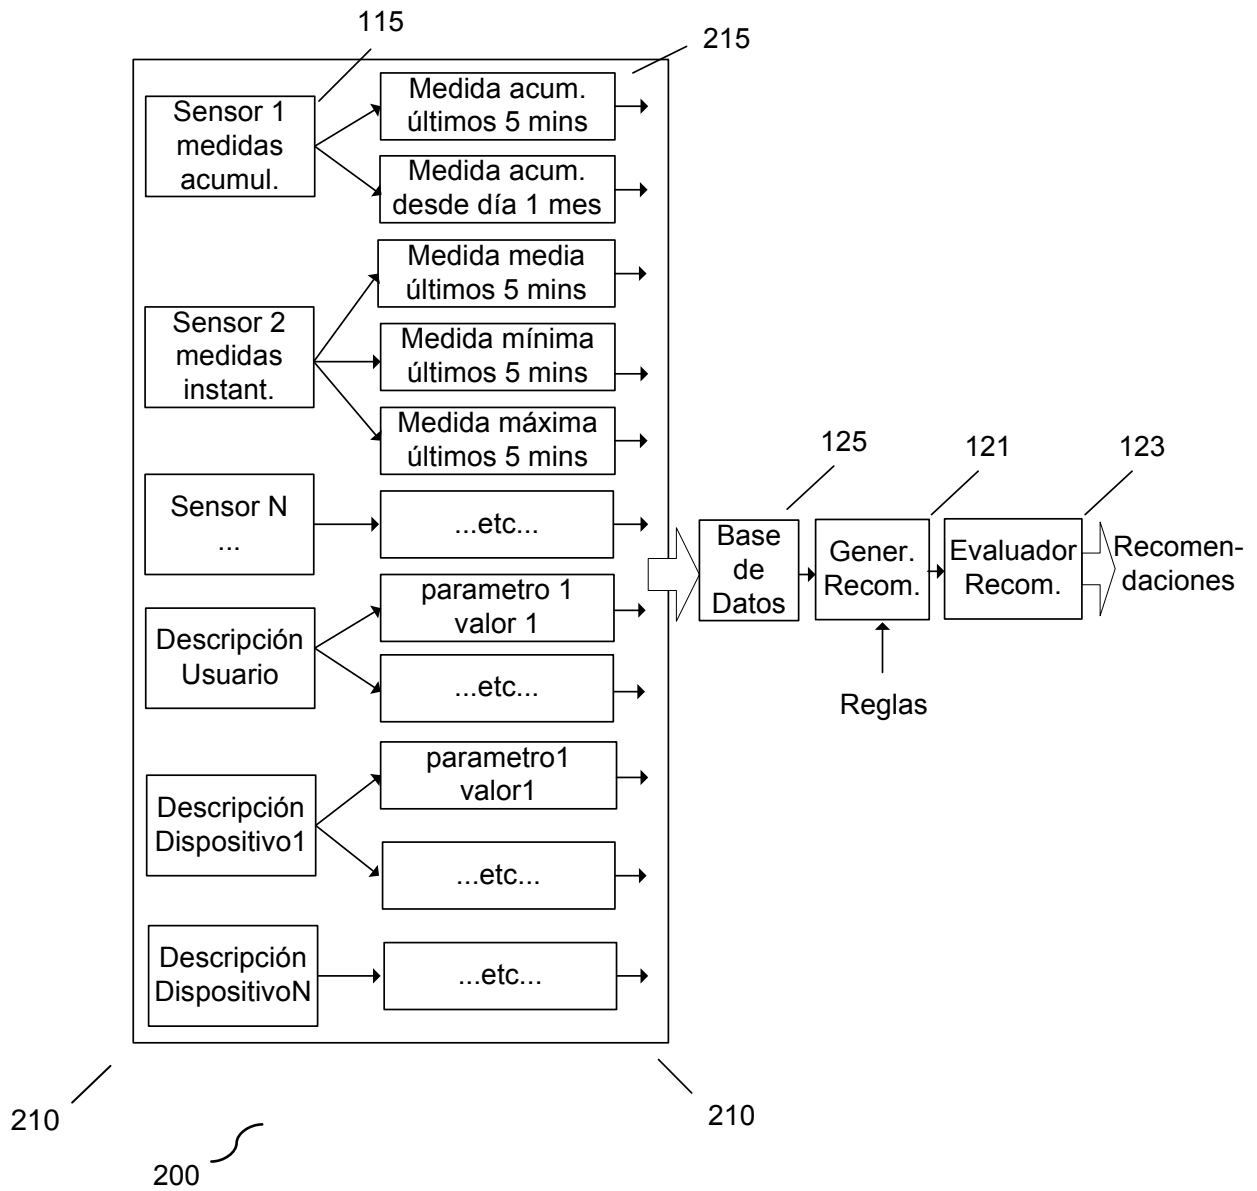 115
215
Sensor 1
medidas
acumul.
Medida acum.
últimos 5 mins
Medida acum.
desde día 1 mes
Sensor 2
medidas
instant.
Medida media
últimos 5 mins
Medida mínima
últimos 5 mins
Medida máxima
últimos 5 mins
Sensor N
...
...etc...
Descripción
Usuario
parametro 1
valor 1
...etc...
Descripción
Dispositivo1
parametro1
valor1
...etc...
Descripción
DispositivoN
...etc...
125
121
123
Base
de
Datos
Gener.
Recom.
Evaluador
Recom.
Recomen-
daciones
Reglas
210
210
200